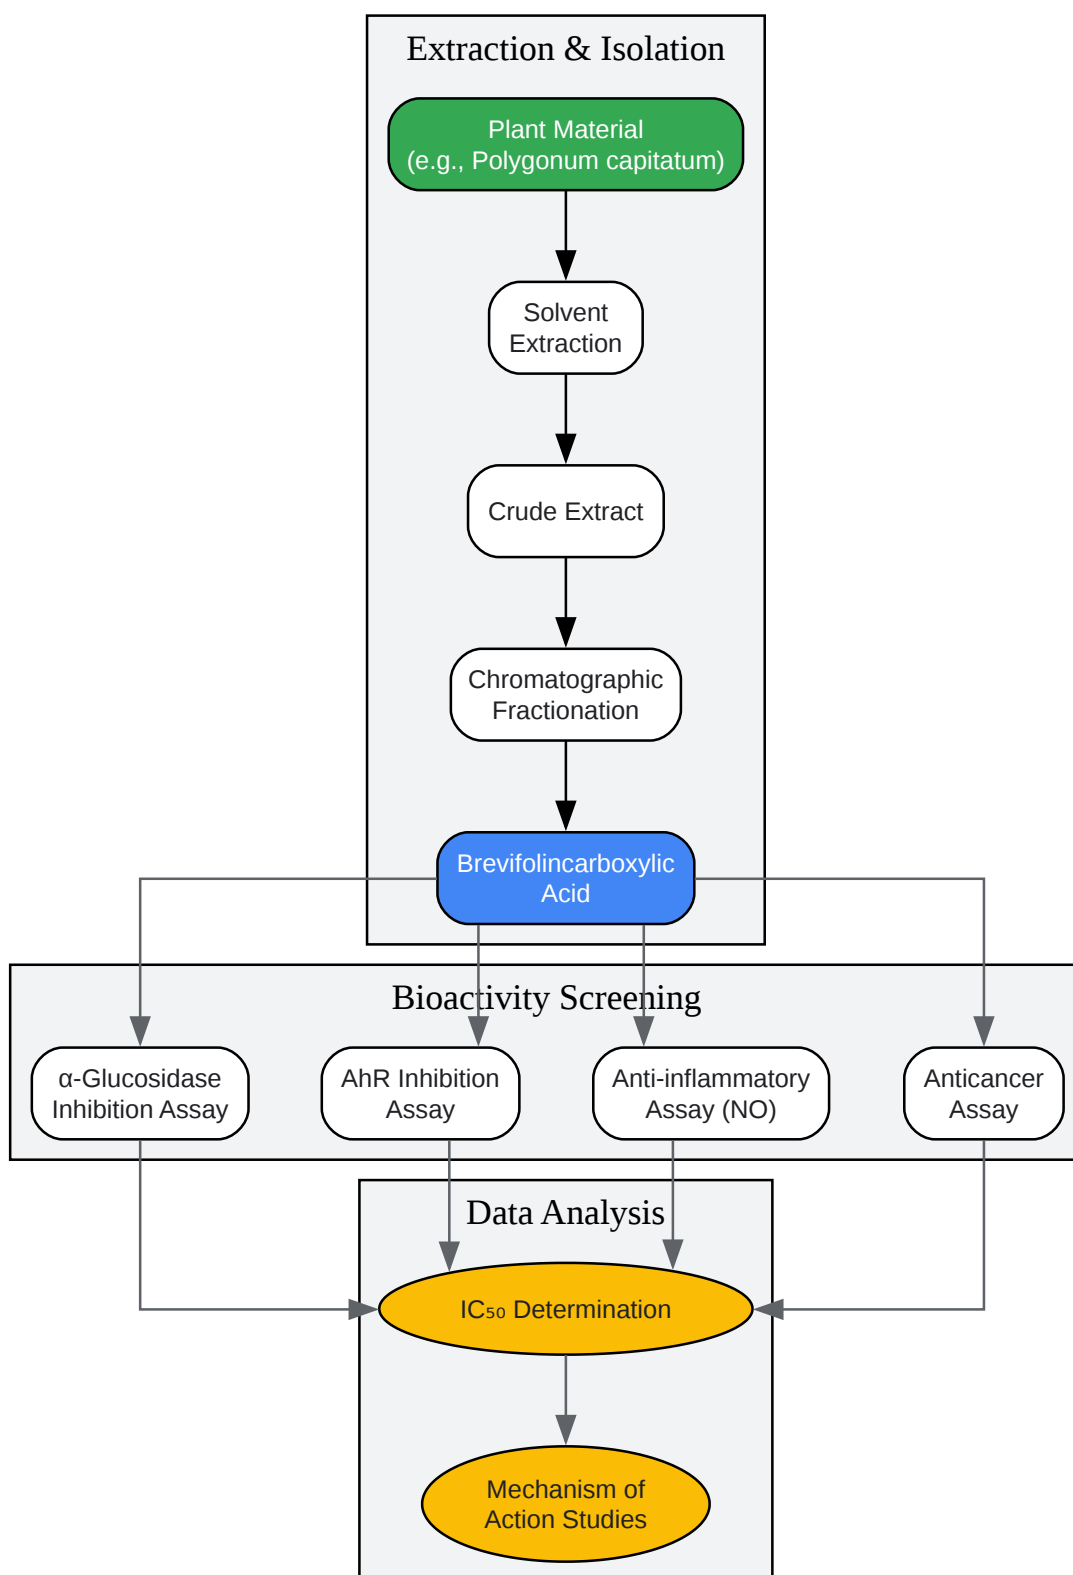 Extraction & Isolation
Plant Material
(e.g., Polygonum capitatum)
Solvent
Extraction
Crude Extract
Chromatographic
Fractionation
Brevifolincarboxylic
Acid
Bioactivity Screening
α-Glucosidase
Inhibition Assay
AhR Inhibition
Assay
Anti-inflammatory
Assay (NO)
Anticancer
Assay
Data Analysis
IC₅₀ Determination
Mechanism of
Action Studies